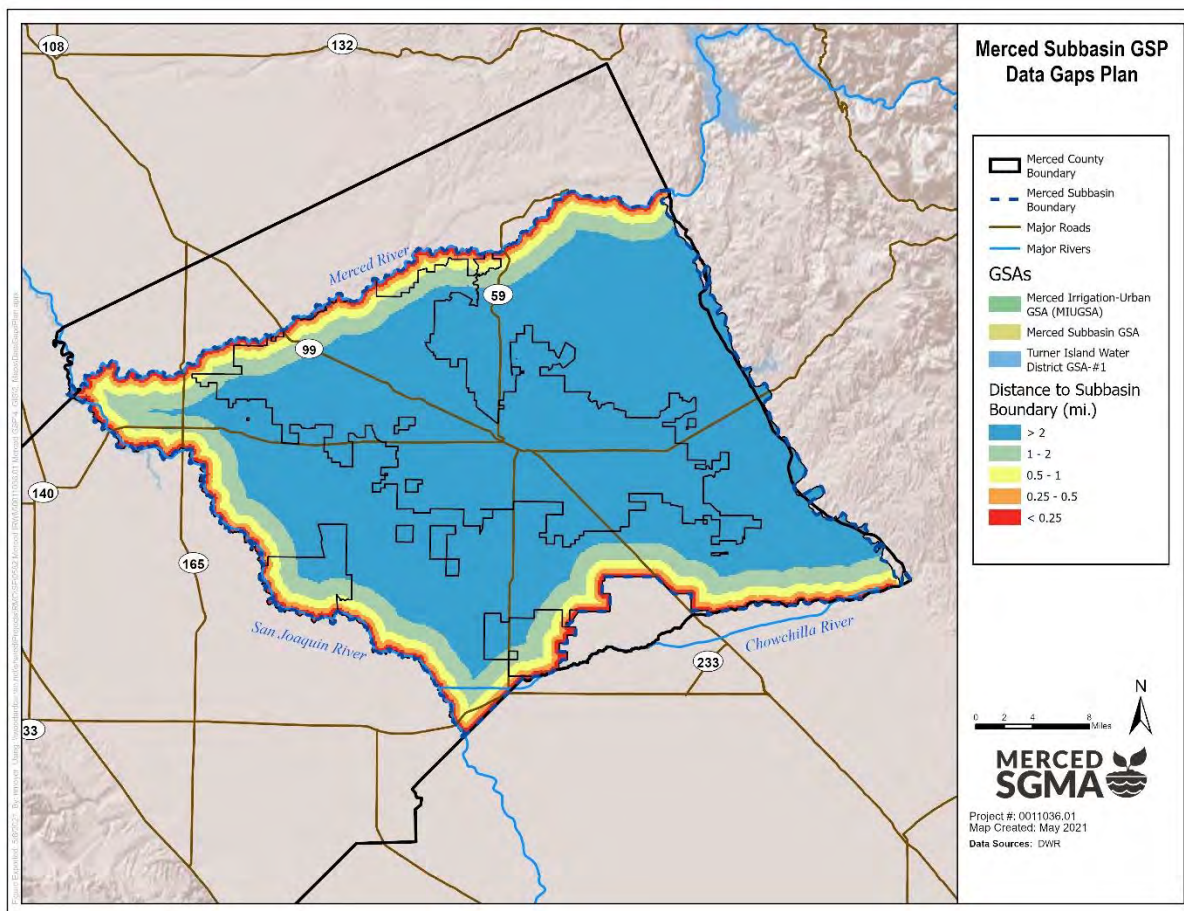 108
132
Merced River
59
99
140
165
San Joaquin River
Chowchilla River
233
33
Merced Subbasin GSP
Data Gaps Plan
Merced County
Boundary
Merced Subbasin
Boundary
Major Roads
Major Rivers
GSAs
Merced Irrigation-Urban
GSA (MIUGSA)
Merced Subbasin GSA
Turner Island Water
District GSA-#1
Distance to Subbasin
Boundary (mi.)
> 2
1 - 2
0.5 - 1
0.25 - 0.5
< 0.25
N
0 2 4 8
Miles
MERCED
SGMA
Project #: 0011036.01
Map Created: May 2021
Data Sources: DWR